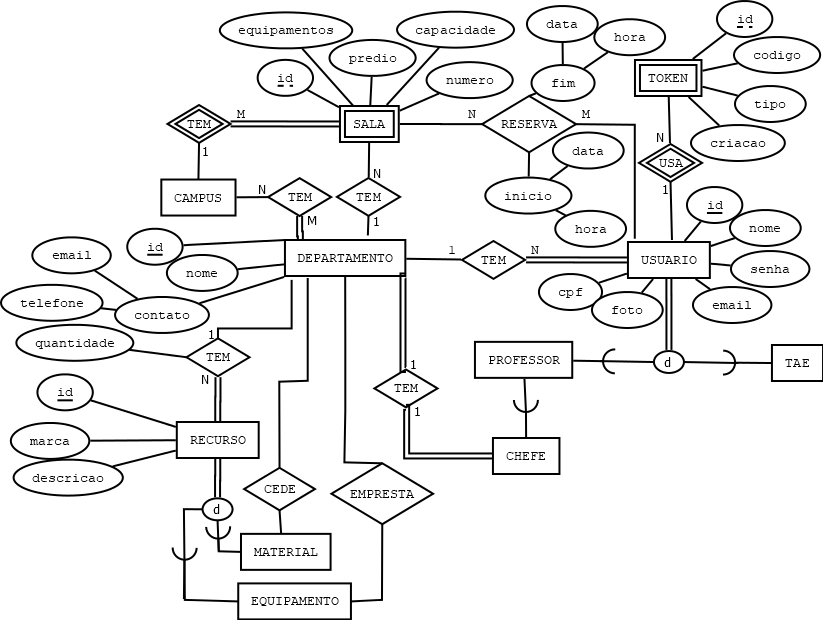 data
id
equipamentos
capacidade
hora
codigo
predio
id
numero
fim
TOKEN
tipo
M
N
M
TEM
SALA
RESERVA
criacao
N
1
data
USA
N
1
N
CAMPUS
TEM
TEM
inicio
id
M
1
nome
hora
id
email
1
N
DEPARTAMENTO
TEM
USUARIO
nome
senha
cpf
telefone
contato
foto
email
quantidade
1
TEM
PROFESSOR
d
TAE
1
N
TEM
id
1
marca
RECURSO
CHEFE
descricao
CEDE
EMPRESTA
d
MATERIAL
EQUIPAMENTO